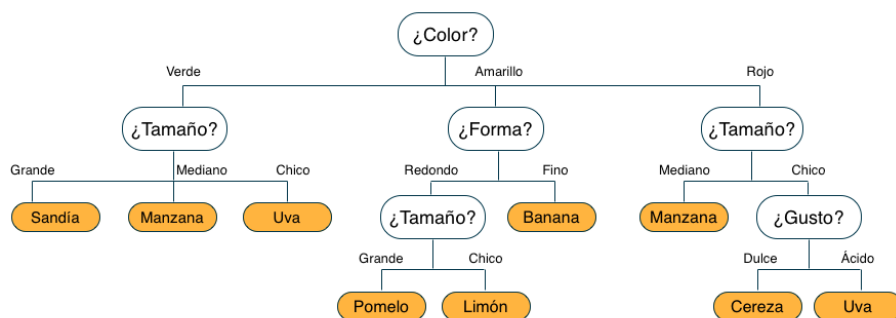 ¿Color?
Verde
Amarillo
Rojo
¿Tamaño?
¿Forma?
¿Tamaño?
Grande
Mediano
Chico
Redondo
Fino
Mediano
Chico
Sandía
Manzana
Uva
¿Tamaño?
Banana
Manzana
¿Gusto?
Grande
Chico
Dulce
Ácido
Pomelo
Limón
Cereza
Uva